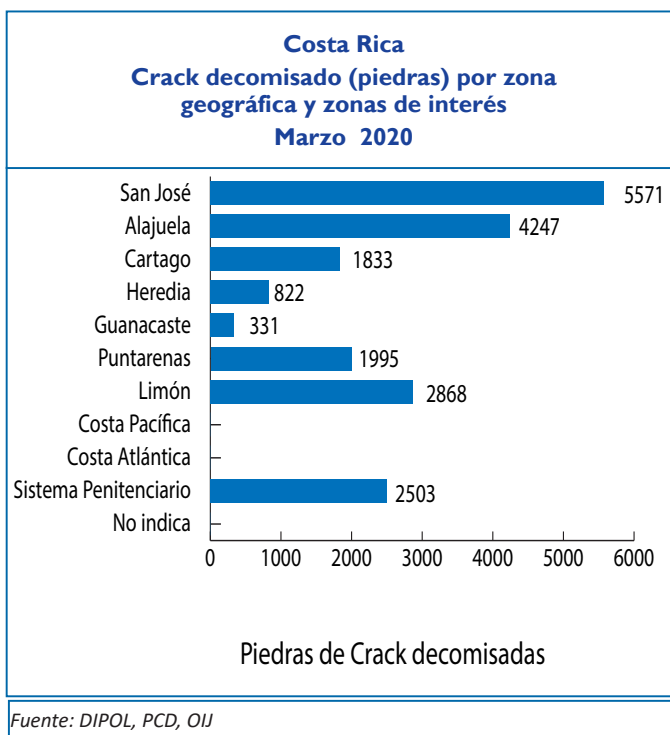 Costa Rica
Crack decomisado (piedras) por zona
geográfica y zonas de interés
Marzo 2020
San José 5571
Alajuela 4247
Cartago 1833
Heredia 822
Guanacaste 331
Puntarenas 1995
Limón 2868
Costa Pacífica –
Costa Atlántica –
Sistema Penitenciario 2503
No indica –
0 1000 2000 3000 4000 5000 6000
Piedras de Crack decomisadas
Fuente: DIPOL, PCD, OIJ